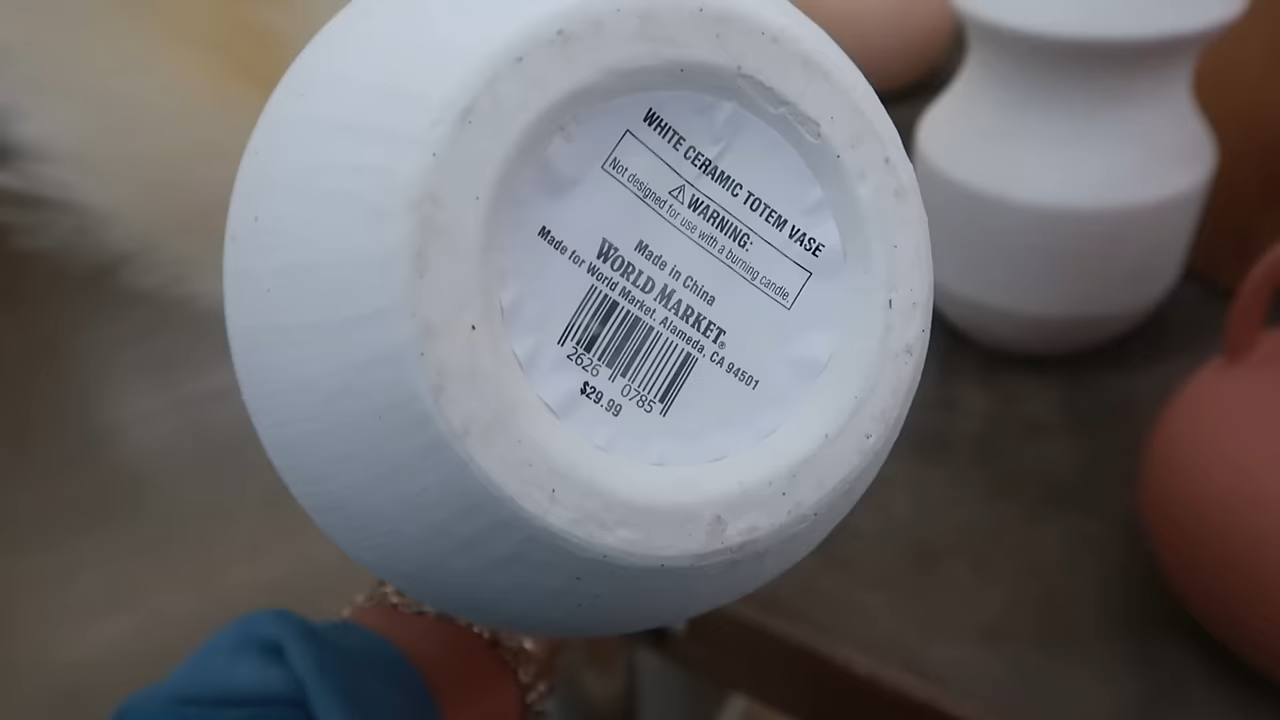 WHITE CERAMIC TOTEM VASE
⚠ WARNING:
Not designed for use with a burning candle.
Made in China
WORLD MARKET®
Made for World Market. Alameda, CA 94501
2626 0785
$29.99